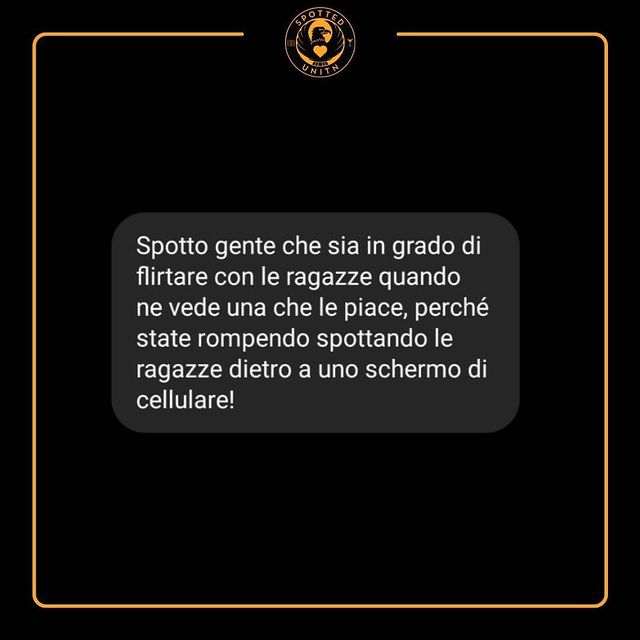 SPOTTED
UNITN
Spotto gente che sia in grado di
flirtare con le ragazze quando
ne vede una che le piace, perché
state rompendo spottando le
ragazze dietro a uno schermo di
cellulare!